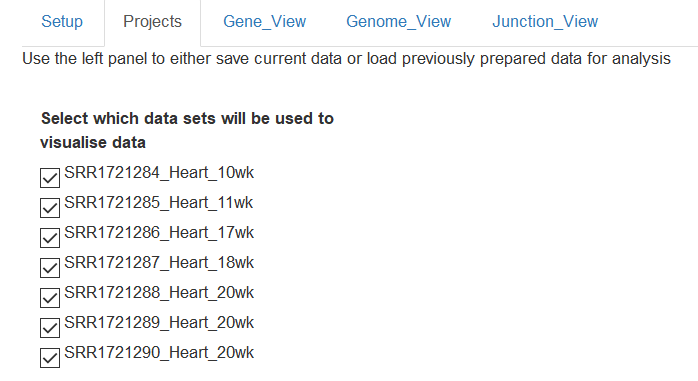 Setup Projects Gene_View Genome_View Junction_View
Use the left panel to either save current data or load previously prepared data for analysis
Select which data sets will be used to
visualise data
SRR1721284_Heart_10wk
SRR1721285_Heart_11wk
SRR1721286_Heart_17wk
SRR1721287_Heart_18wk
SRR1721288_Heart_20wk
SRR1721289_Heart_20wk
SRR1721290_Heart_20wk